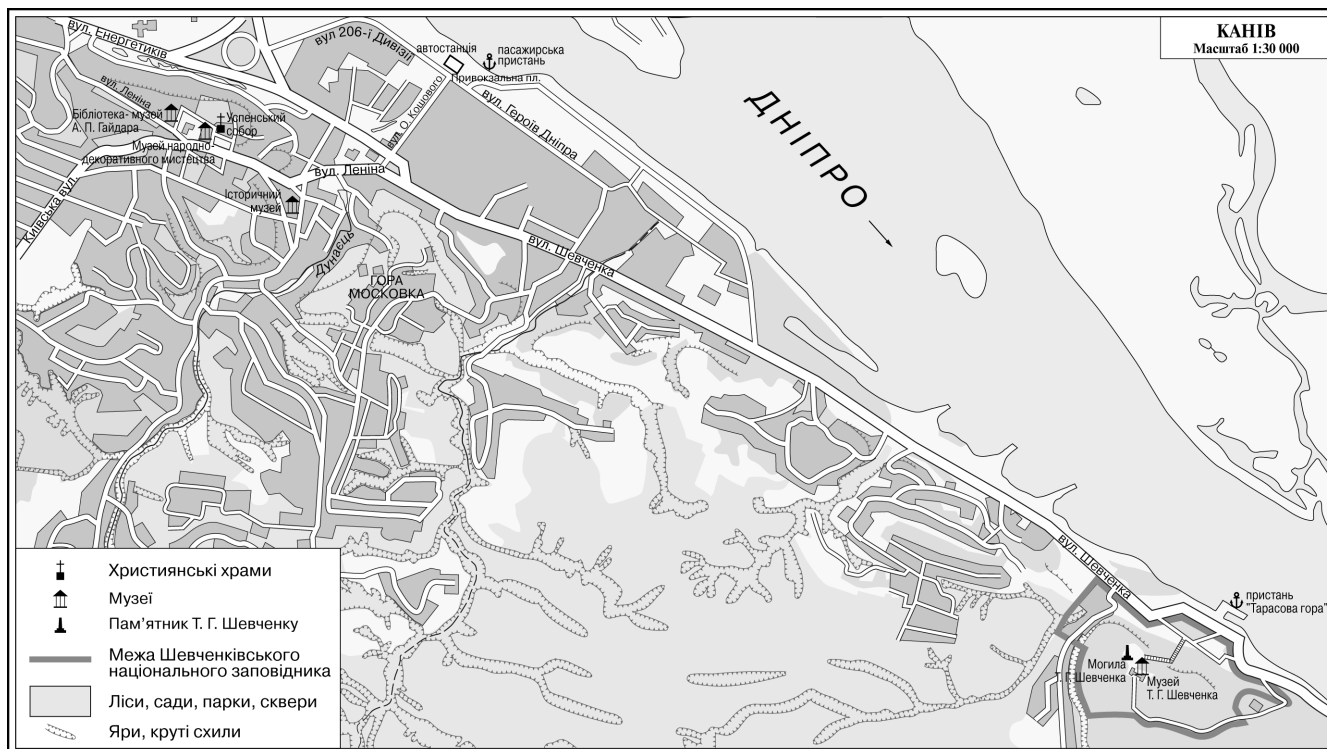 КАНІВ
Масштаб 1:30 000
вул. Енергетиків
вул 206-ї Дивізії
автостанція
пасажирська
пристань
Привокзальна пл.
вул. Леніна
Бібліотека- музей
А. П. Гайдара
Успенський
собор
Музей народно-
декоративного мистецтва
вул. О. Кошового
вул. Героїв Дніпра
ДНІПРО
вул. Леніна
Київська вул.
Історичний
музей
Дунаєць
вул. Шевченка
ГОРА
МОСКОВКА
вул. Шевченка
пристань
"Тарасова гора"
Могила
Т. Г. Шевченка
Музей
Т. Г. Шевченка
Християнські храми
Музеї
Пам’ятник Т. Г. Шевченку
Межа Шевченківського
національного заповідника
Ліси, сади, парки, сквери
Яри, круті схили